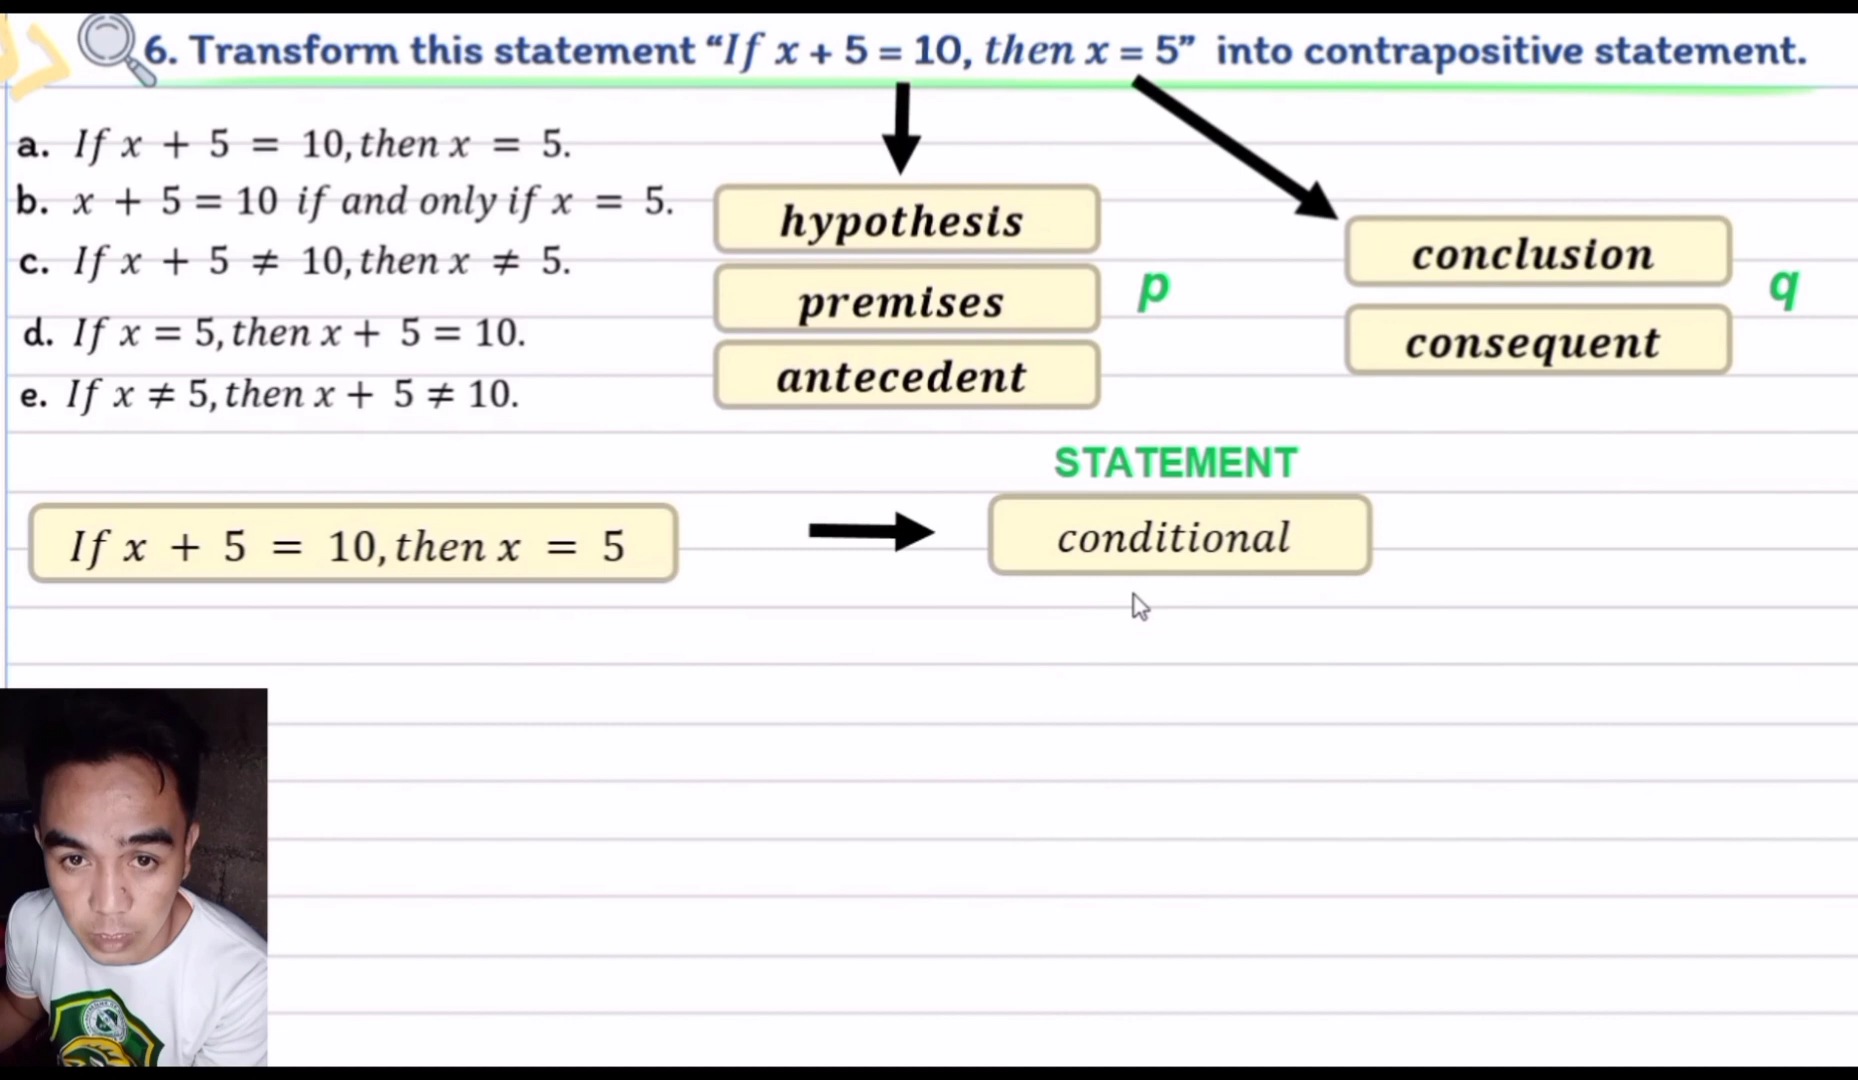 6. Transform this statement “If x + 5 = 10, then x = 5” into contrapositive statement.
a. If x + 5 = 10, then x = 5.
b. x + 5 = 10 if and only if x = 5.
c. If x + 5 ≠ 10, then x ≠ 5.
d. If x = 5, then x + 5 = 10.
e. If x ≠ 5, then x + 5 ≠ 10.
hypothesis
premises
antecedent
p
conclusion
consequent
q
STATEMENT
If x + 5 = 10, then x = 5
conditional